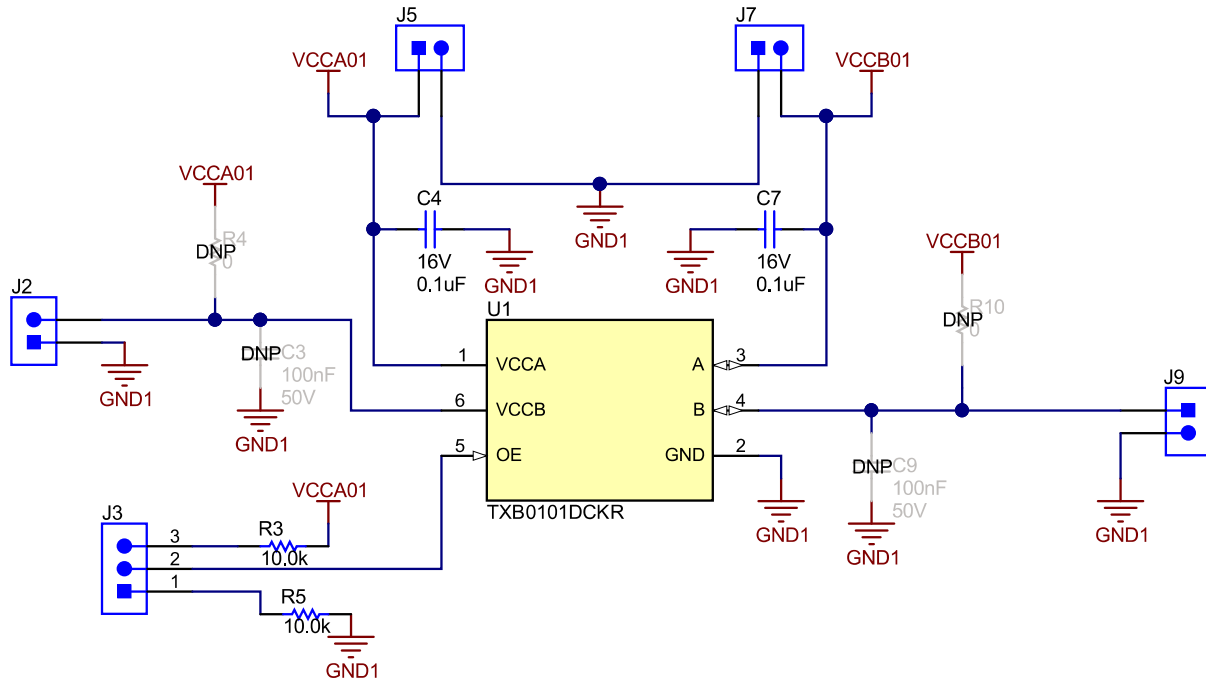 J5
J7
VCCA01
VCCB01
VCCA01
C4
C7
GND1
R4
DNP
0
16V
0.1uF
GND1
GND1
16V
0.1uF
VCCB01
J2
U1
R10
DNP
0
DNP
C3
100nF
50V
GND1
GND1
1
VCCA
A
3
6
VCCB
B
4
5
OE
GND
2
TXB0101DCKR
J9
DNP
C9
100nF
50V
GND1
GND1
GND1
VCCA01
J3
3
2
1
R3
10.0k
R5
10.0k
GND1